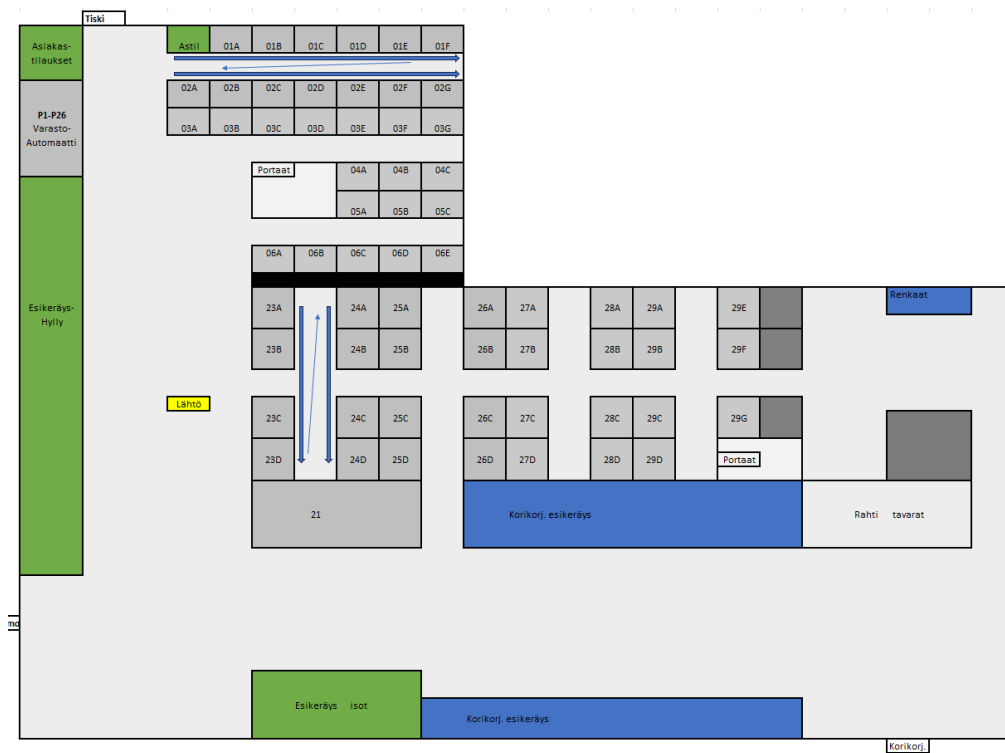 Tiski
Asiakas-
tilaukset
Astil 01A 01B 01C 01D 01E 01F
02A 02B 02C 02D 02E 02F 02G
P1-P26
Varasto-
Automaatti
03A 03B 03C 03D 03E 03F 03G
Portaat 04A 04B 04C
05A 05B 05C
06A 06B 06C 06D 06E
Esikeräys-
Hylly
23A 24A 25A 26A 27A 28A 29A 29E
Renkaat
23B 24B 25B 26B 27B 28B 29B 29F
Lähtö
23C 24C 25C 26C 27C 28C 29C 29G
23D 24D 25D 26D 27D 28D 29D Portaat
21 Korikorj. esikeräys Rahti tavarat
Esikeräys isot
Korikorj. esikeräys
Korikorj.